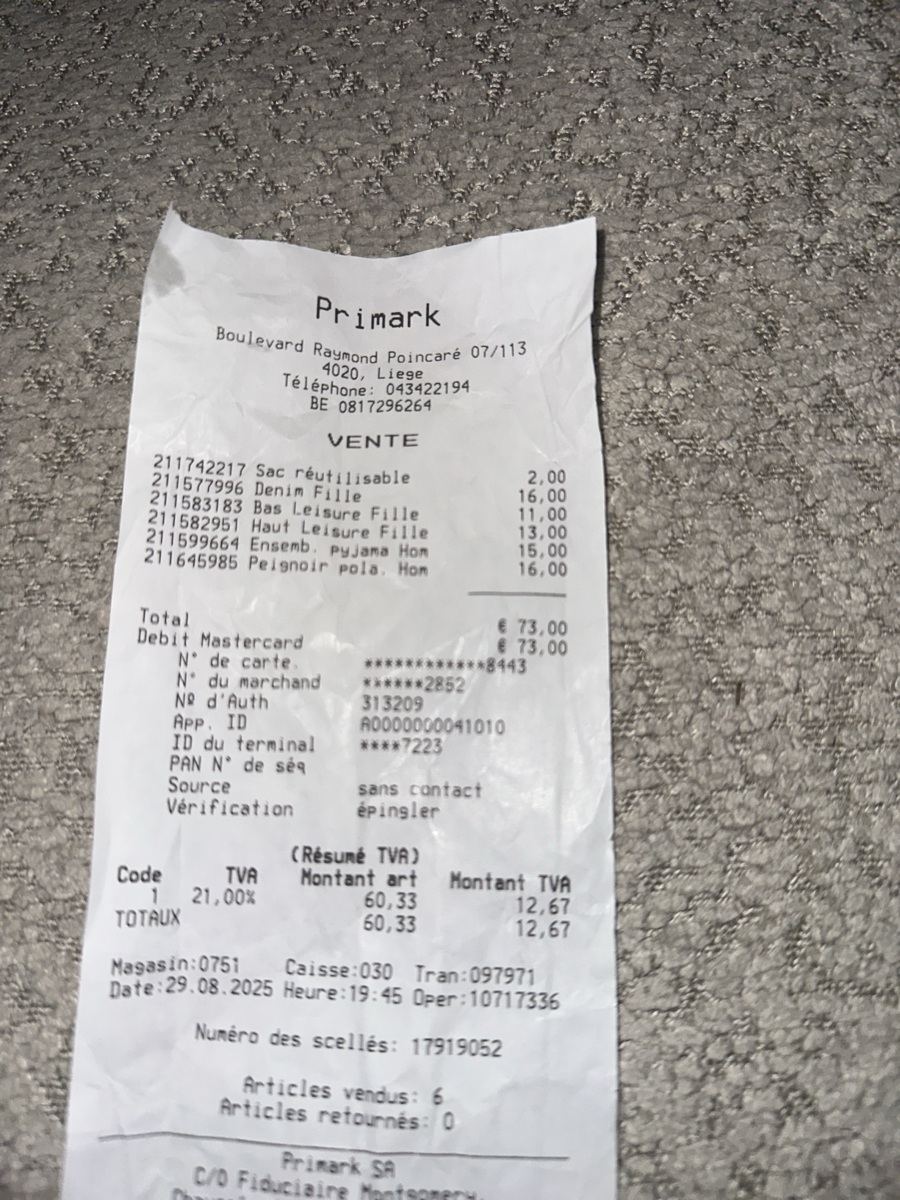 Primark
Boulevard Raymond Poincaré 07/113
4020, Liege
Téléphone: 043422194
BE 0817296264
VENTE
211742217 Sac réutilisable 2,00
211577996 Denim Fille 16,00
211583183 Bas Leisure Fille 11,00
211582951 Haut Leisure Fille 13,00
211599664 Ensemb. pyjama Hom 15,00
211645985 Peignoir pola. Hom 16,00
Total € 73,00
Debit Mastercard € 73,00
N° de carte. ************8443
N° du marchand ******2852
Nº d'Auth 313209
App. ID A0000000041010
ID du terminal ****7223
PAN N° de séq
Source sans contact
Vérification épingler
(Résumé TVA)
Code TVA Montant art Montant TVA
1 21,00% 60,33 12,67
TOTAUX 60,33 12,67
Magasin:0751 Caisse:030 Tran:097971
Date:29.08.2025 Heure:19:45 Oper:10717336
Numéro des scellés: 17919052
Articles vendus: 6
Articles retournés: 0
Primark SA
C/O Fiduciaire Montgomery,